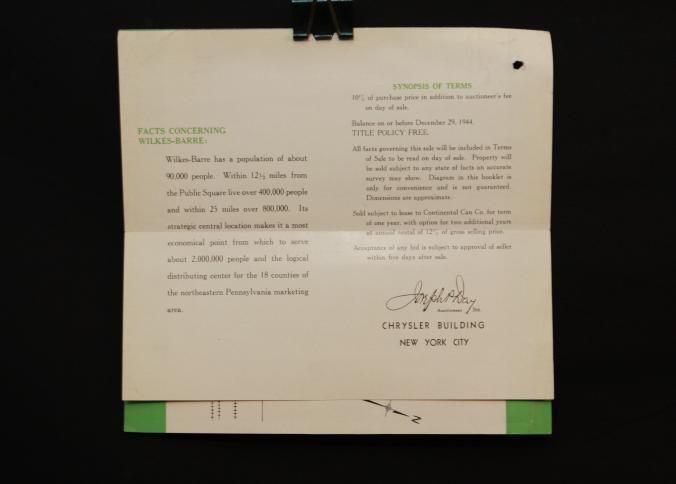 FACTS CONCERNING
WILKES-BARRE:
Wilkes-Barre has a population of about
90,000 people. Within 12½ miles from
the Public Square live over 400,000 people
and within 25 miles over 800,000. Its
strategic central location makes it a most
economical point from which to serve
about 2,000,000 people and the logical
distributing center for the 18 counties of
the northeastern Pennsylvania marketing
area.
SYNOPSIS OF TERMS
10% of purchase price in addition to auctioneer's fee
on day of sale.
Balance on or before December 29, 1944.
TITLE POLICY FREE.
All facts governing this sale will be included in Terms
of Sale to be read on day of sale. Property will
be sold subject to any state of facts an accurate
survey may show. Diagram in this booklet is
only for convenience and is not guaranteed.
Dimensions are approximate.
Sold subject to lease to Continental Can Co. for term
of one year, with option for two additional years
at annual rental of 12% of gross selling price.
Acceptance of any bid is subject to approval of seller
within five days after sale.
Joseph P. Day
Auctioneer Inc.
CHRYSLER BUILDING
NEW YORK CITY
N